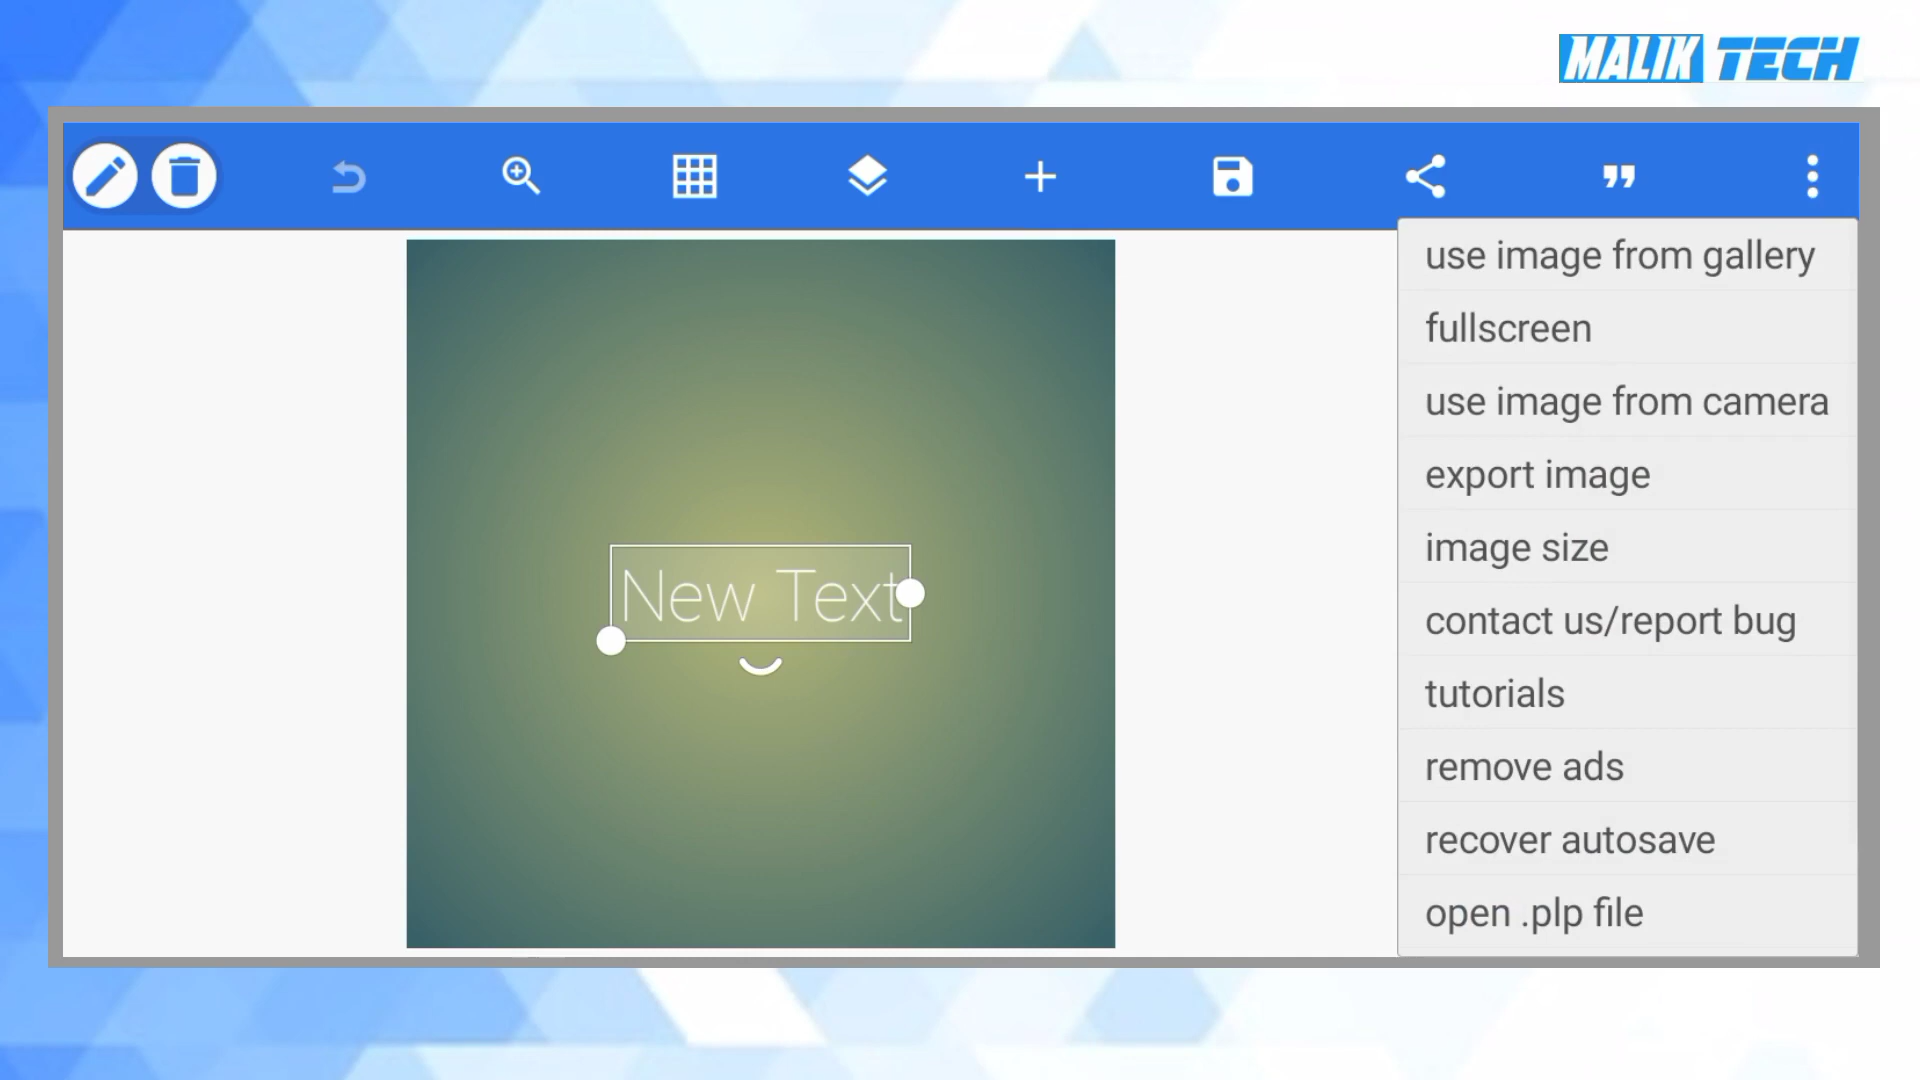 MALIK TECH
use image from gallery
fullscreen
use image from camera
export image
image size
New Text
contact us/report bug
tutorials
remove ads
recover autosave
open .plp file